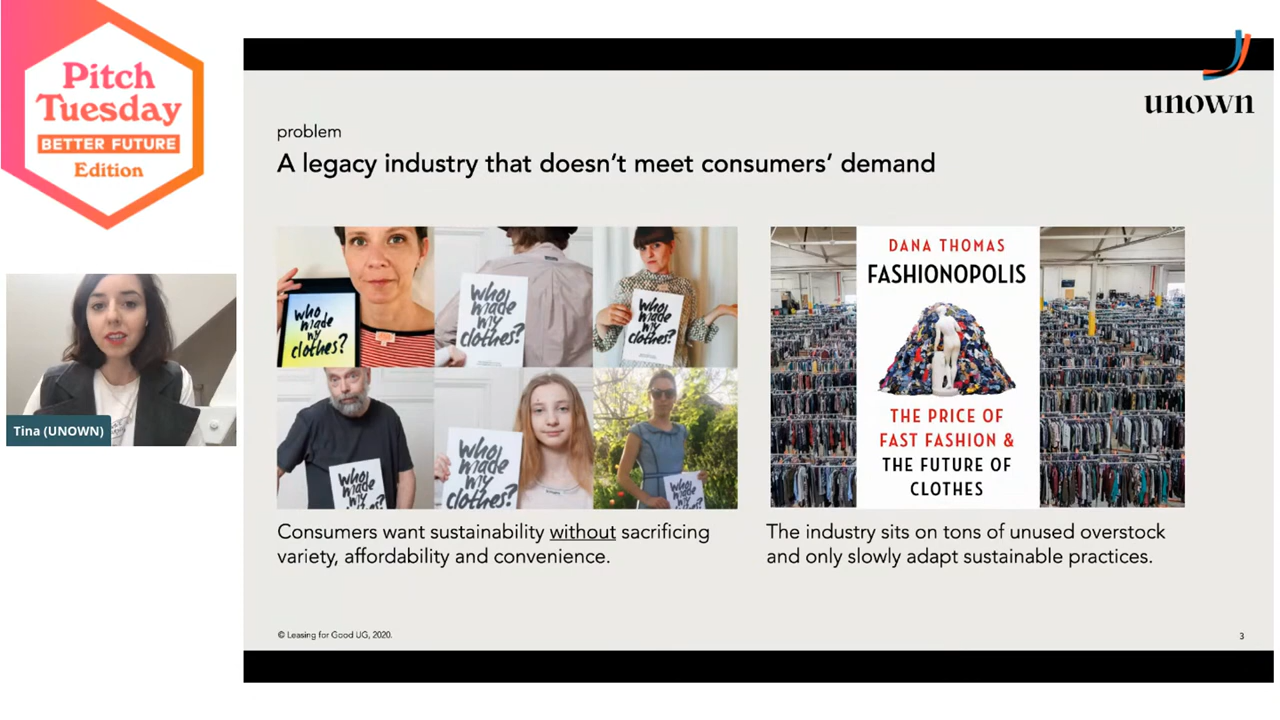 Pitch
Tuesday
BETTER FUTURE
Edition
unown
problem
A legacy industry that doesn't meet consumers' demand
who
made
my
clothes?
who
made
my
clothes?
who
made
my
clothes?
who
made
my
clothes?
who
made
my
clothes?
DANA THOMAS
FASHIONOPOLIS
THE PRICE OF
FAST FASHION &
THE FUTURE OF
CLOTHES
Tina (UNOWN)
Consumers want sustainability without sacrificing
variety, affordability and convenience.
The industry sits on tons of unused overstock
and only slowly adapt sustainable practices.
© Leasing for Good UG, 2020.
3